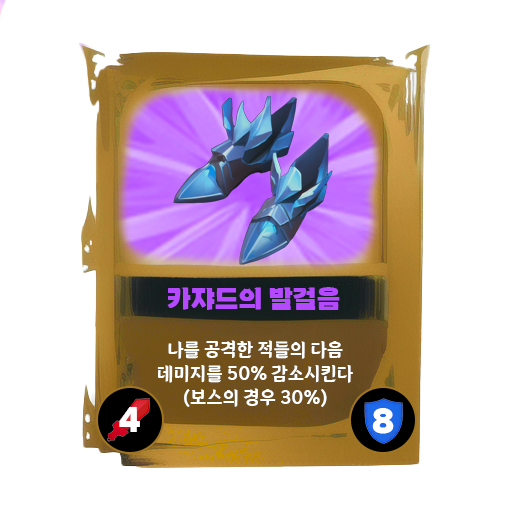 카쟈드의 발걸음
나를 공격한 적들의 다음
데미지를 50% 감소시킨다
(보스의 경우 30%)
4
8